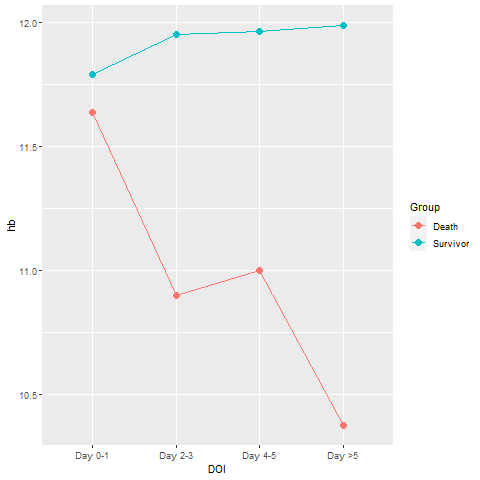 12.0
11.5
11.0
10.5
hb
Day 0-1
Day 2-3
Day 4-5
Day >5
DOI
Group
Death
Survivor